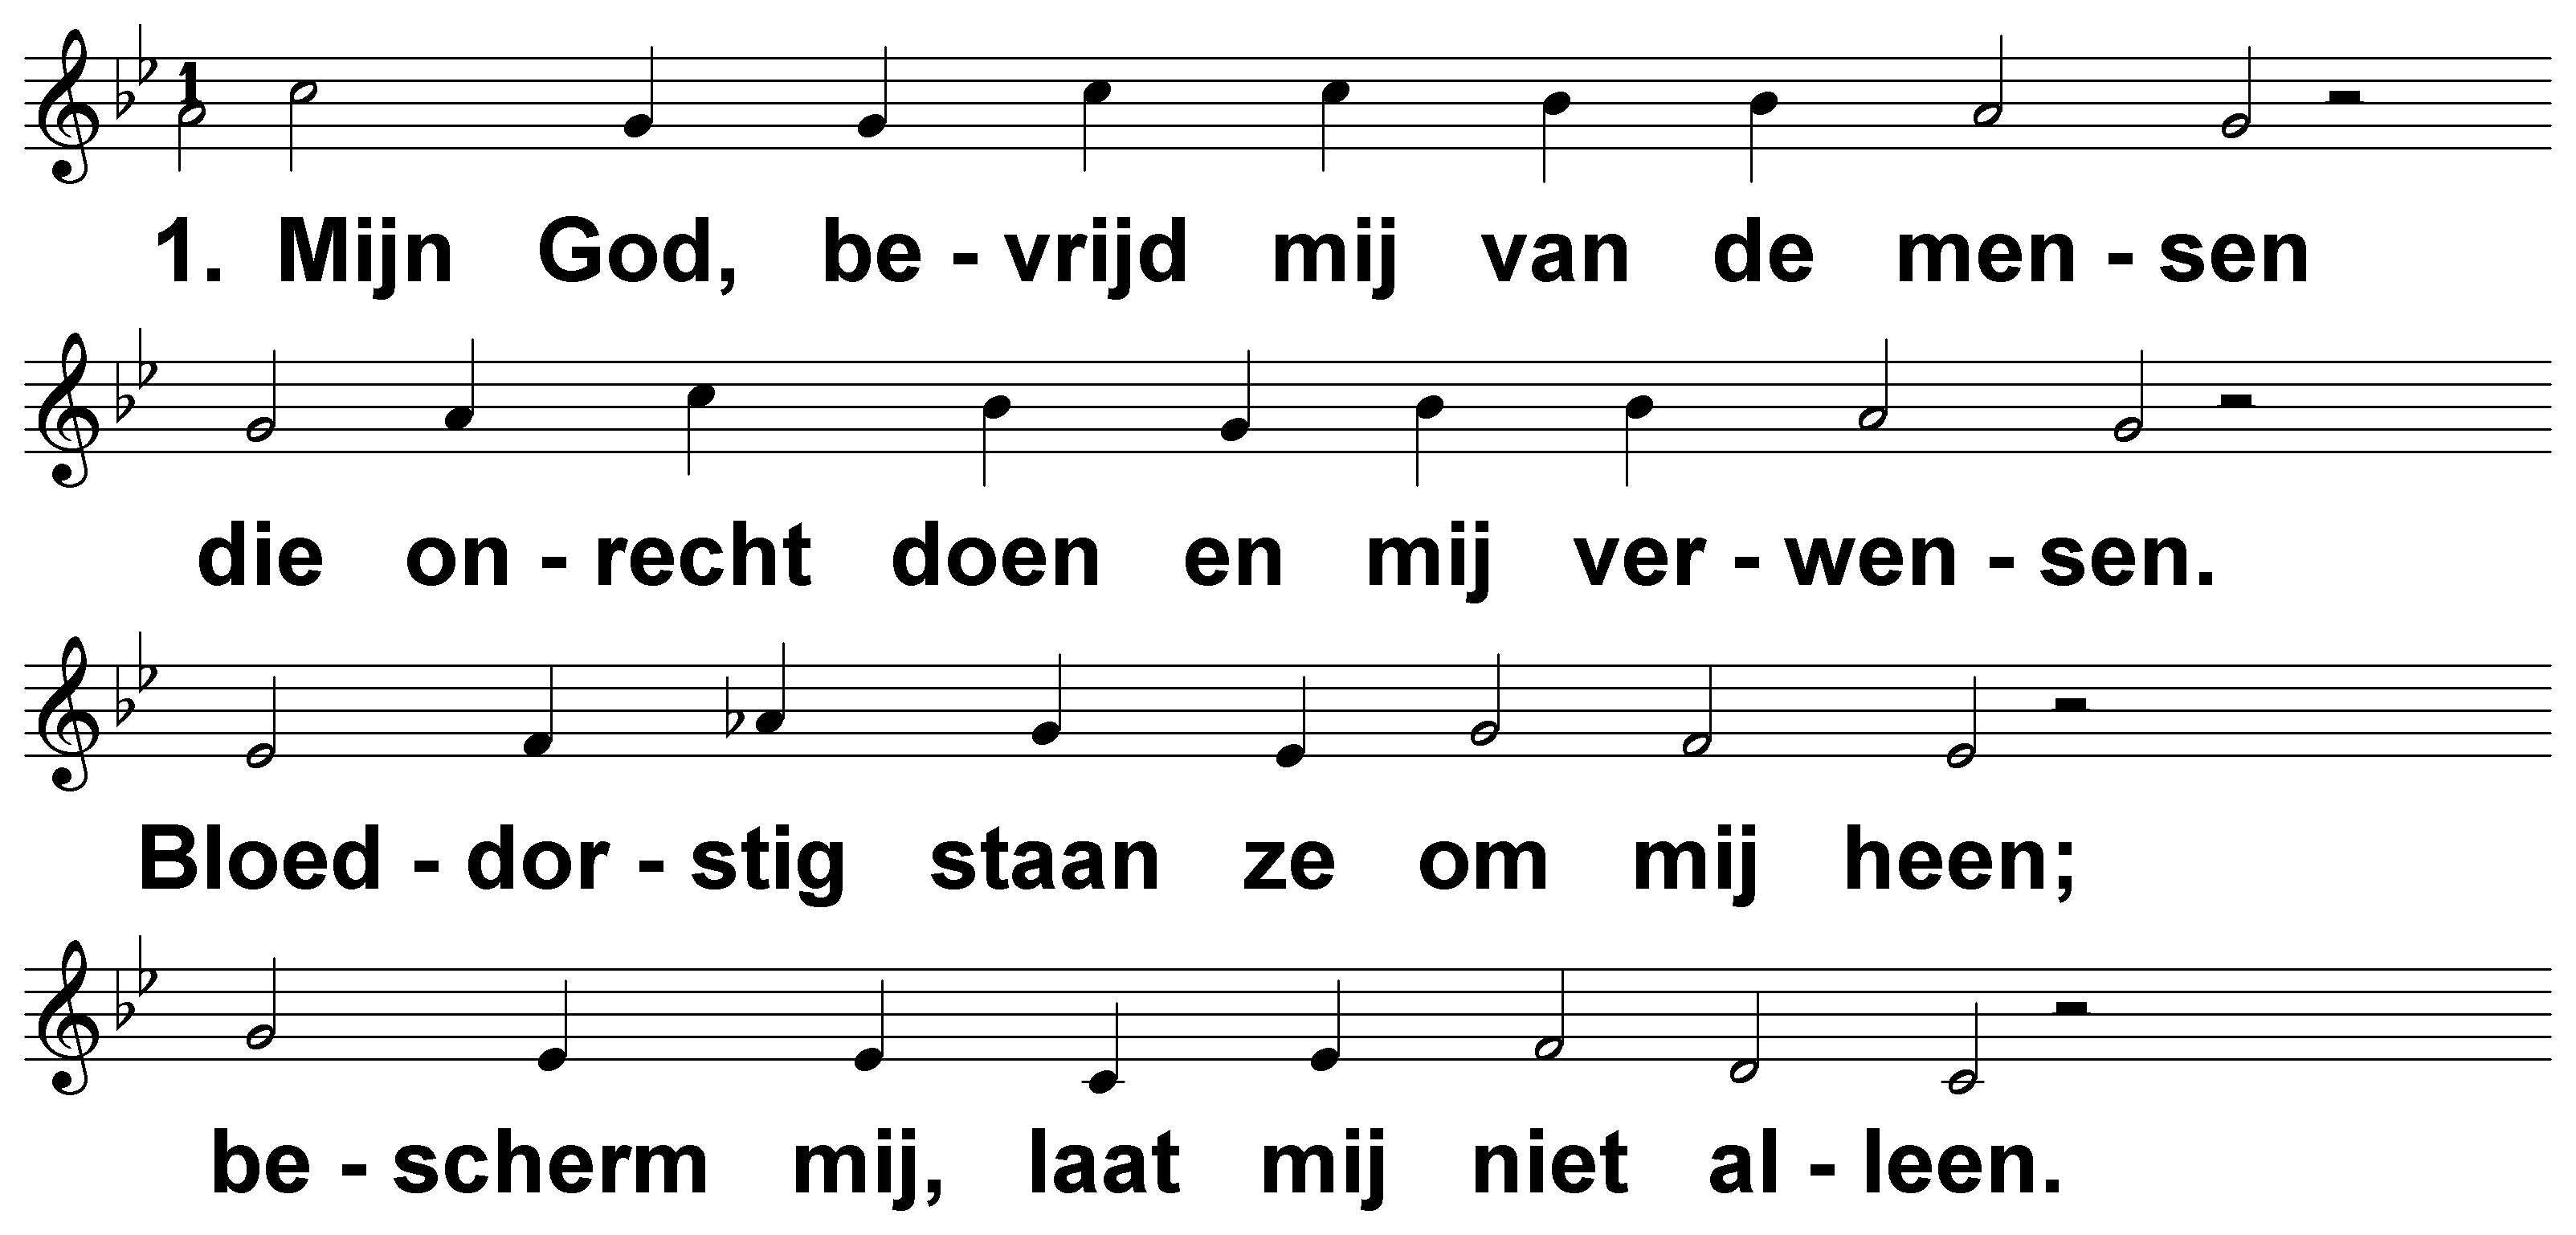 1
1. Mijn God, be - vrijd mij van de men - sen
die on - recht doen en mij ver - wen - sen.
Bloed - dor - stig staan ze om mij heen;
be - scherm mij, laat mij niet al - leen.